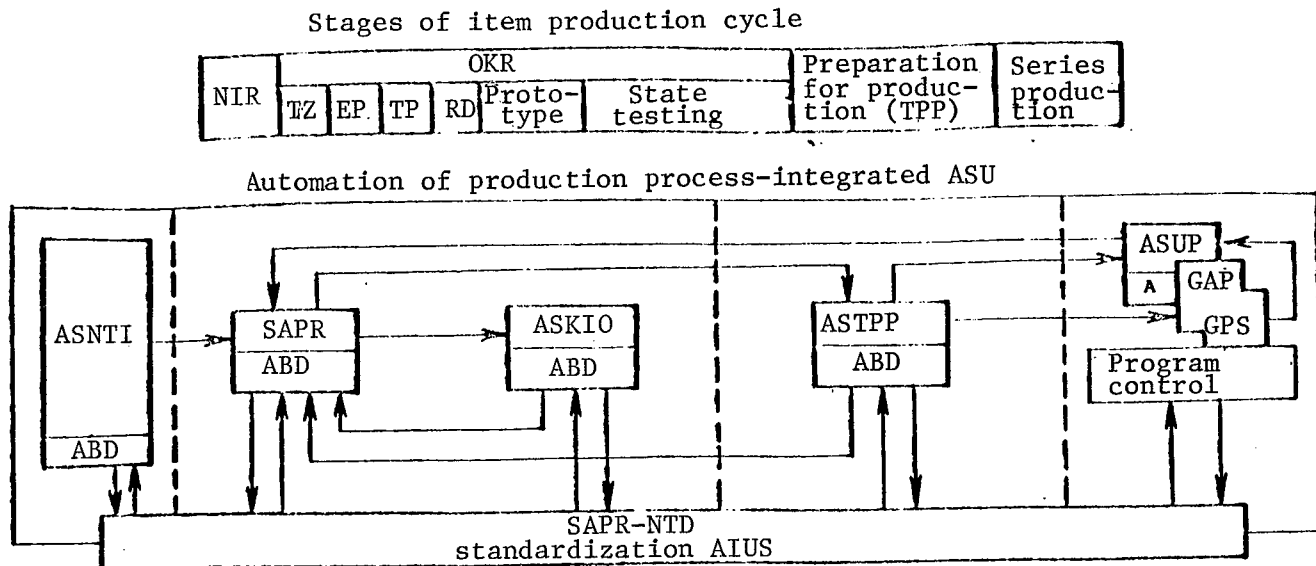 Stages of item production cycle
NIR
OKR
TZ
EP.
TP
RD
Proto-
type
State
testing
Preparation
for produc-
tion (TPP)
Series
produc-
tion
Automation of production process-integrated ASU
ASNTI
ABD
SAPR
ABD
ASKIO
ABD
ASTPP
ABD
ASUP
A
GAP
GPS
Program
control
SAPR-NTD
standardization AIUS